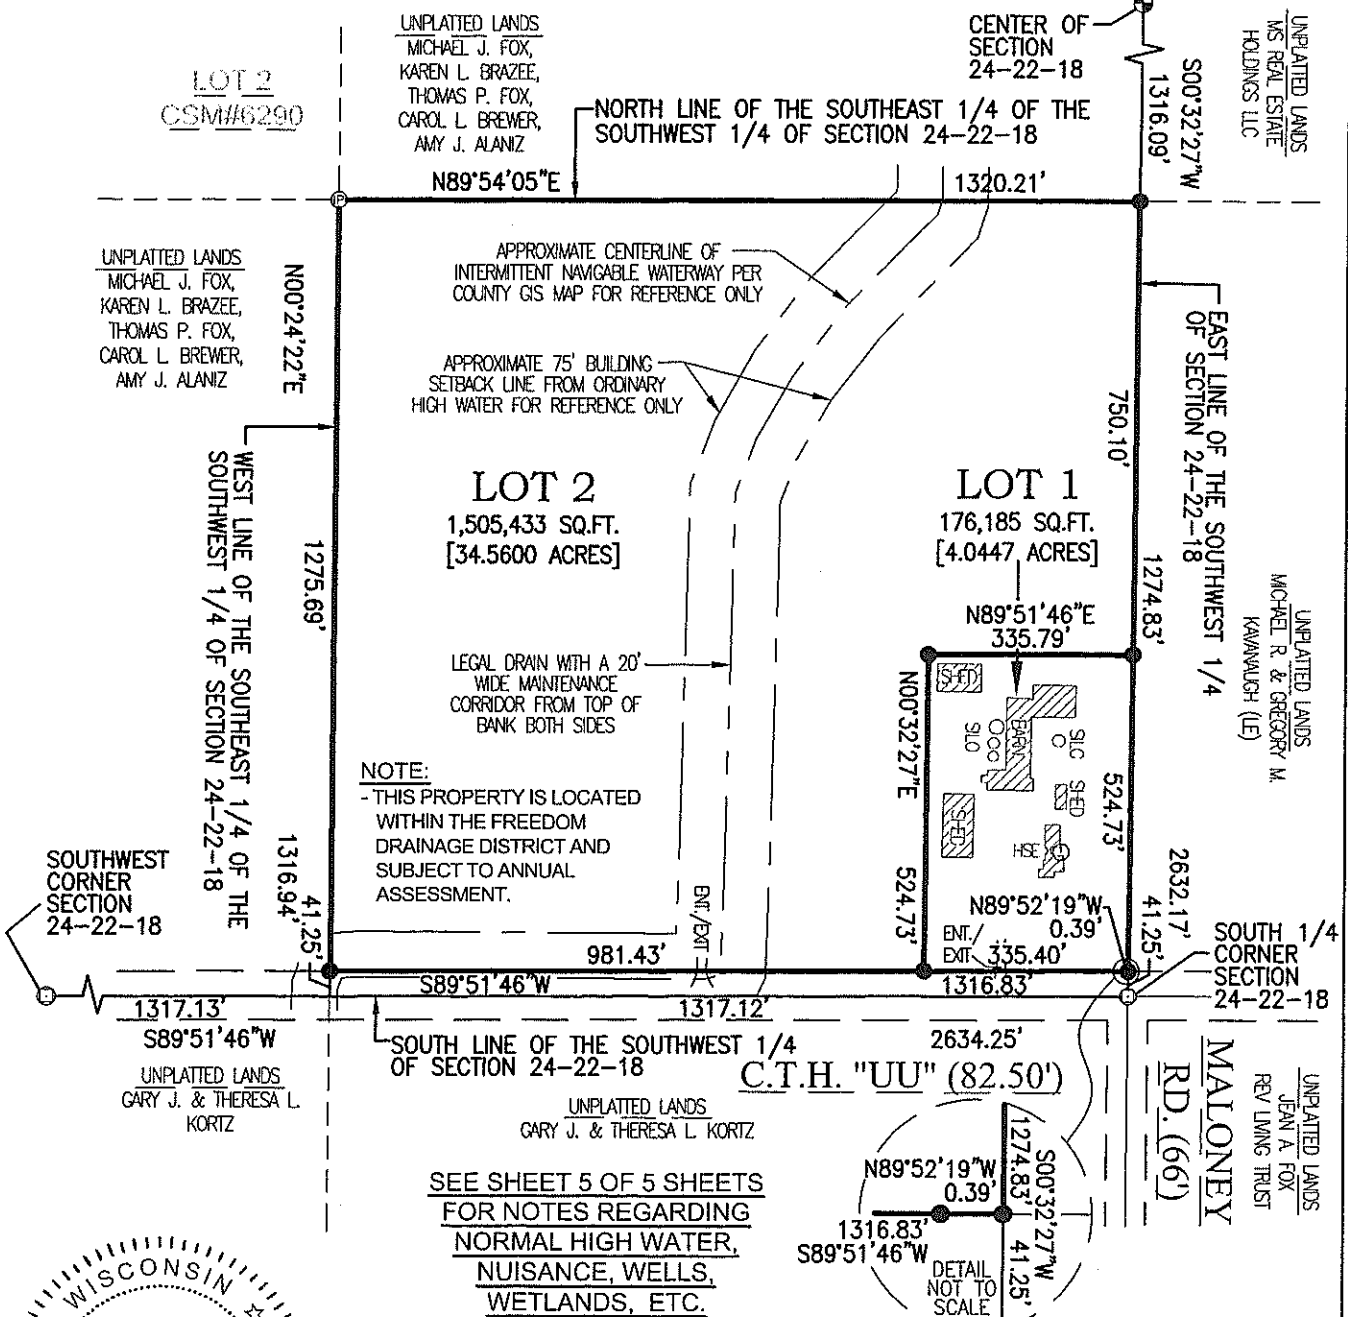 UNPLATTED LANDS
MICHAEL J. FOX,
KAREN L. BRAZEE,
THOMAS P. FOX,
CAROL L. BREWER,
AMY J. ALANIZ
LOT 2
CSM#6290
CENTER OF
SECTION
24-22-18
UNPLATTED LANDS
MS REAL ESTATE
HOLDINGS LLC
S00°32'27"W
1316.09'
NORTH LINE OF THE SOUTHEAST 1/4 OF THE
SOUTHWEST 1/4 OF SECTION 24-22-18
N89°54'05"E
1320.21'
UNPLATTED LANDS
MICHAEL J. FOX,
KAREN L. BRAZEE,
THOMAS P. FOX,
CAROL L. BREWER,
AMY J. ALANIZ
N00°24'22"E
1275.69'
WEST LINE OF THE SOUTHEAST 1/4 OF THE
SOUTHWEST 1/4 OF SECTION 24-22-18
1316.94'
41.25'
APPROXIMATE CENTERLINE OF
INTERMITTENT NAVIGABLE WATERWAY PER
COUNTY GIS MAP FOR REFERENCE ONLY
APPROXIMATE 75' BUILDING
SETBACK LINE FROM ORDINARY
HIGH WATER FOR REFERENCE ONLY
EAST LINE OF THE SOUTHWEST 1/4
OF SECTION 24-22-18
750.10'
1274.83'
LOT 2
1,505,433 SQ.FT.
[34.5600 ACRES]
LOT 1
176,185 SQ.FT.
[4.0447 ACRES]
N89°51'46"E
335.79'
UNPLATTED LANDS
MICHAEL R. & GREGORY M.
KAVANAUGH (LE)
LEGAL DRAIN WITH A 20'
WIDE MAINTENANCE
CORRIDOR FROM TOP OF
BANK BOTH SIDES
N00°32'27"E
524.73'
SHED
BARN
SILO
SILO
SHED
SHED
HSE
524.73'
NOTE:
- THIS PROPERTY IS LOCATED
WITHIN THE FREEDOM
DRAINAGE DISTRICT AND
SUBJECT TO ANNUAL
ASSESSMENT.
SOUTHWEST
CORNER
SECTION
24-22-18
ENT/EXIT
N89°52'19"W
0.39'
ENT.
EXIT
335.40'
2632.17'
41.25'
SOUTH 1/4
CORNER
SECTION
24-22-18
981.43'
S89°51'46"W
1316.83'
1317.13'
1317.12'
S89°51'46"W
2634.25'
SOUTH LINE OF THE SOUTHWEST 1/4
OF SECTION 24-22-18
C.T.H. "UU" (82.50')
MALONEY
RD. (66')
UNPLATTED LANDS
JEAN A. FOX
REV LIVING TRUST
UNPLATTED LANDS
GARY J. & THERESA L.
KORTZ
UNPLATTED LANDS
GARY J. & THERESA L. KORTZ
SEE SHEET 5 OF 5 SHEETS
FOR NOTES REGARDING
NORMAL HIGH WATER,
NUISANCE, WELLS,
WETLANDS, ETC.
N89°52'19"W
0.39'
1274.83'
S00°32'27"W
1316.83'
S89°51'46"W
41.25'
DETAIL
NOT TO
SCALE
WISCONSIN